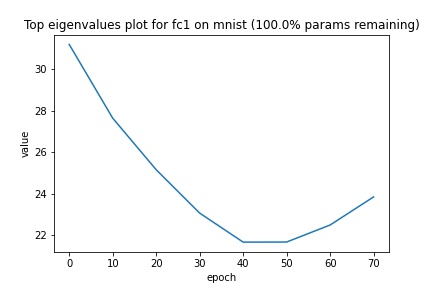 Top eigenvalues plot for fc1 on mnist (100.0% params remaining)
30
28
26
24
22
value
0 10 20 30 40 50 60 70
epoch